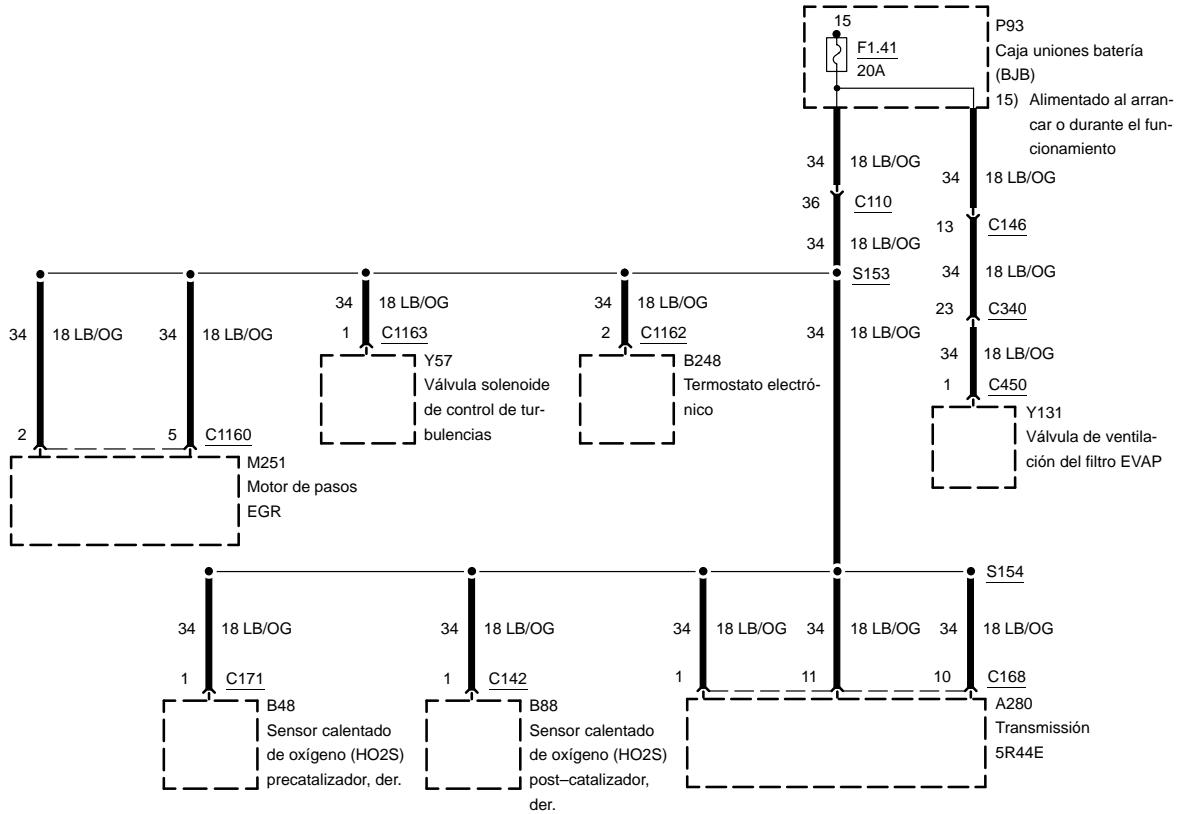 15
P93
F1.41
Caja uniones batería
20A
(BJB)
15) Alimentado al arran-
car o durante el fun-
cionamiento
34 18 LB/OG
34 18 LB/OG
36 C110
13 C146
34 18 LB/OG
S153
34 18 LB/OG
34 18 LB/OG
34 18 LB/OG
23 C340
34 18 LB/OG
34 18 LB/OG
34 18 LB/OG
1 C1163
2 C1162
34 18 LB/OG
Y57
Válvula solenoide
de control de tur-
bulencias
B248
Termostato electró-
nico
1 C450
Y131
Válvula de ventila-
ción del filtro EVAP
2
5 C1160
M251
Motor de pasos
EGR
S154
34 18 LB/OG
34 18 LB/OG
34 18 LB/OG
34 18 LB/OG
34 18 LB/OG
1 C171
1 C142
1
11
10 C168
B48
Sensor calentado
de oxígeno (HO2S)
precatalizador, der.
B88
Sensor calentado
de oxígeno (HO2S)
post–catalizador,
der.
A280
Transmissión
5R44E